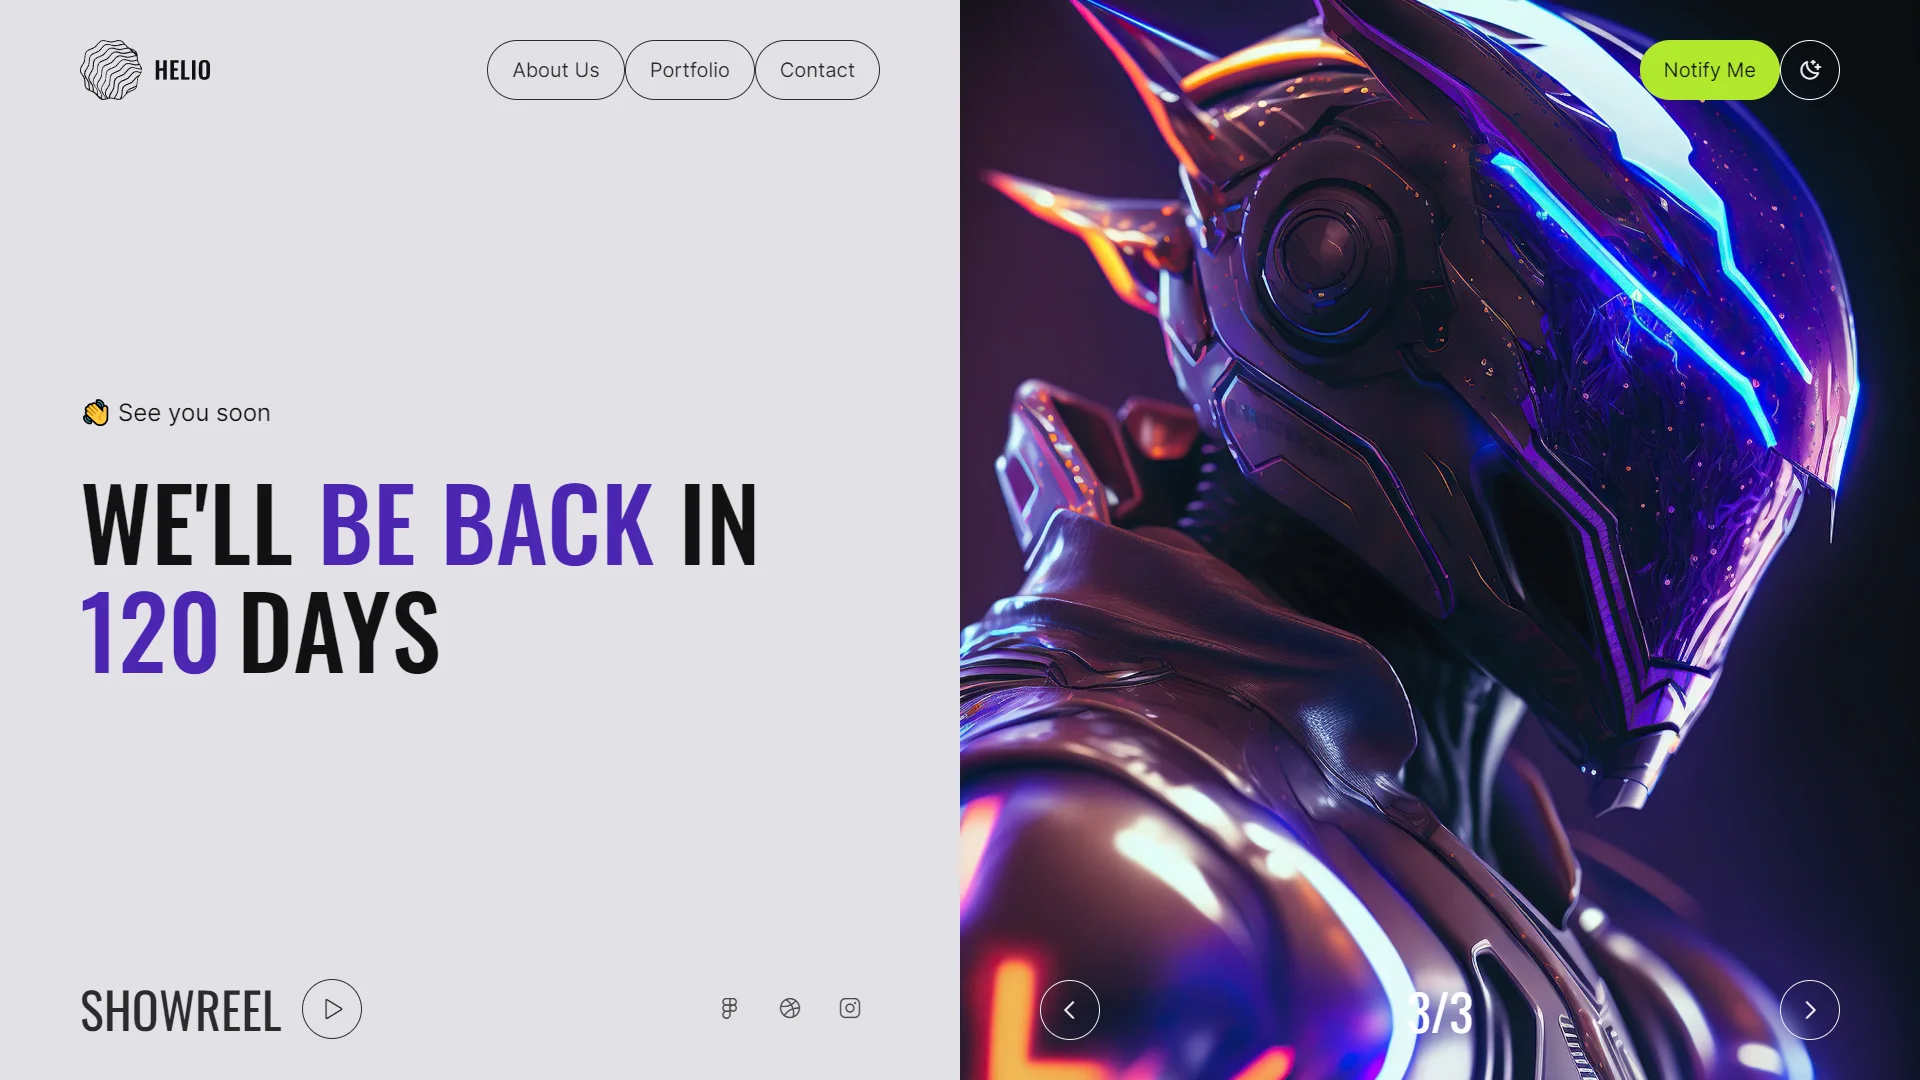 HELIO
About Us
Portfolio
Contact
Notify Me
👋 See you soon
WE'LL BE BACK IN
120 DAYS
SHOWREEL
3/3